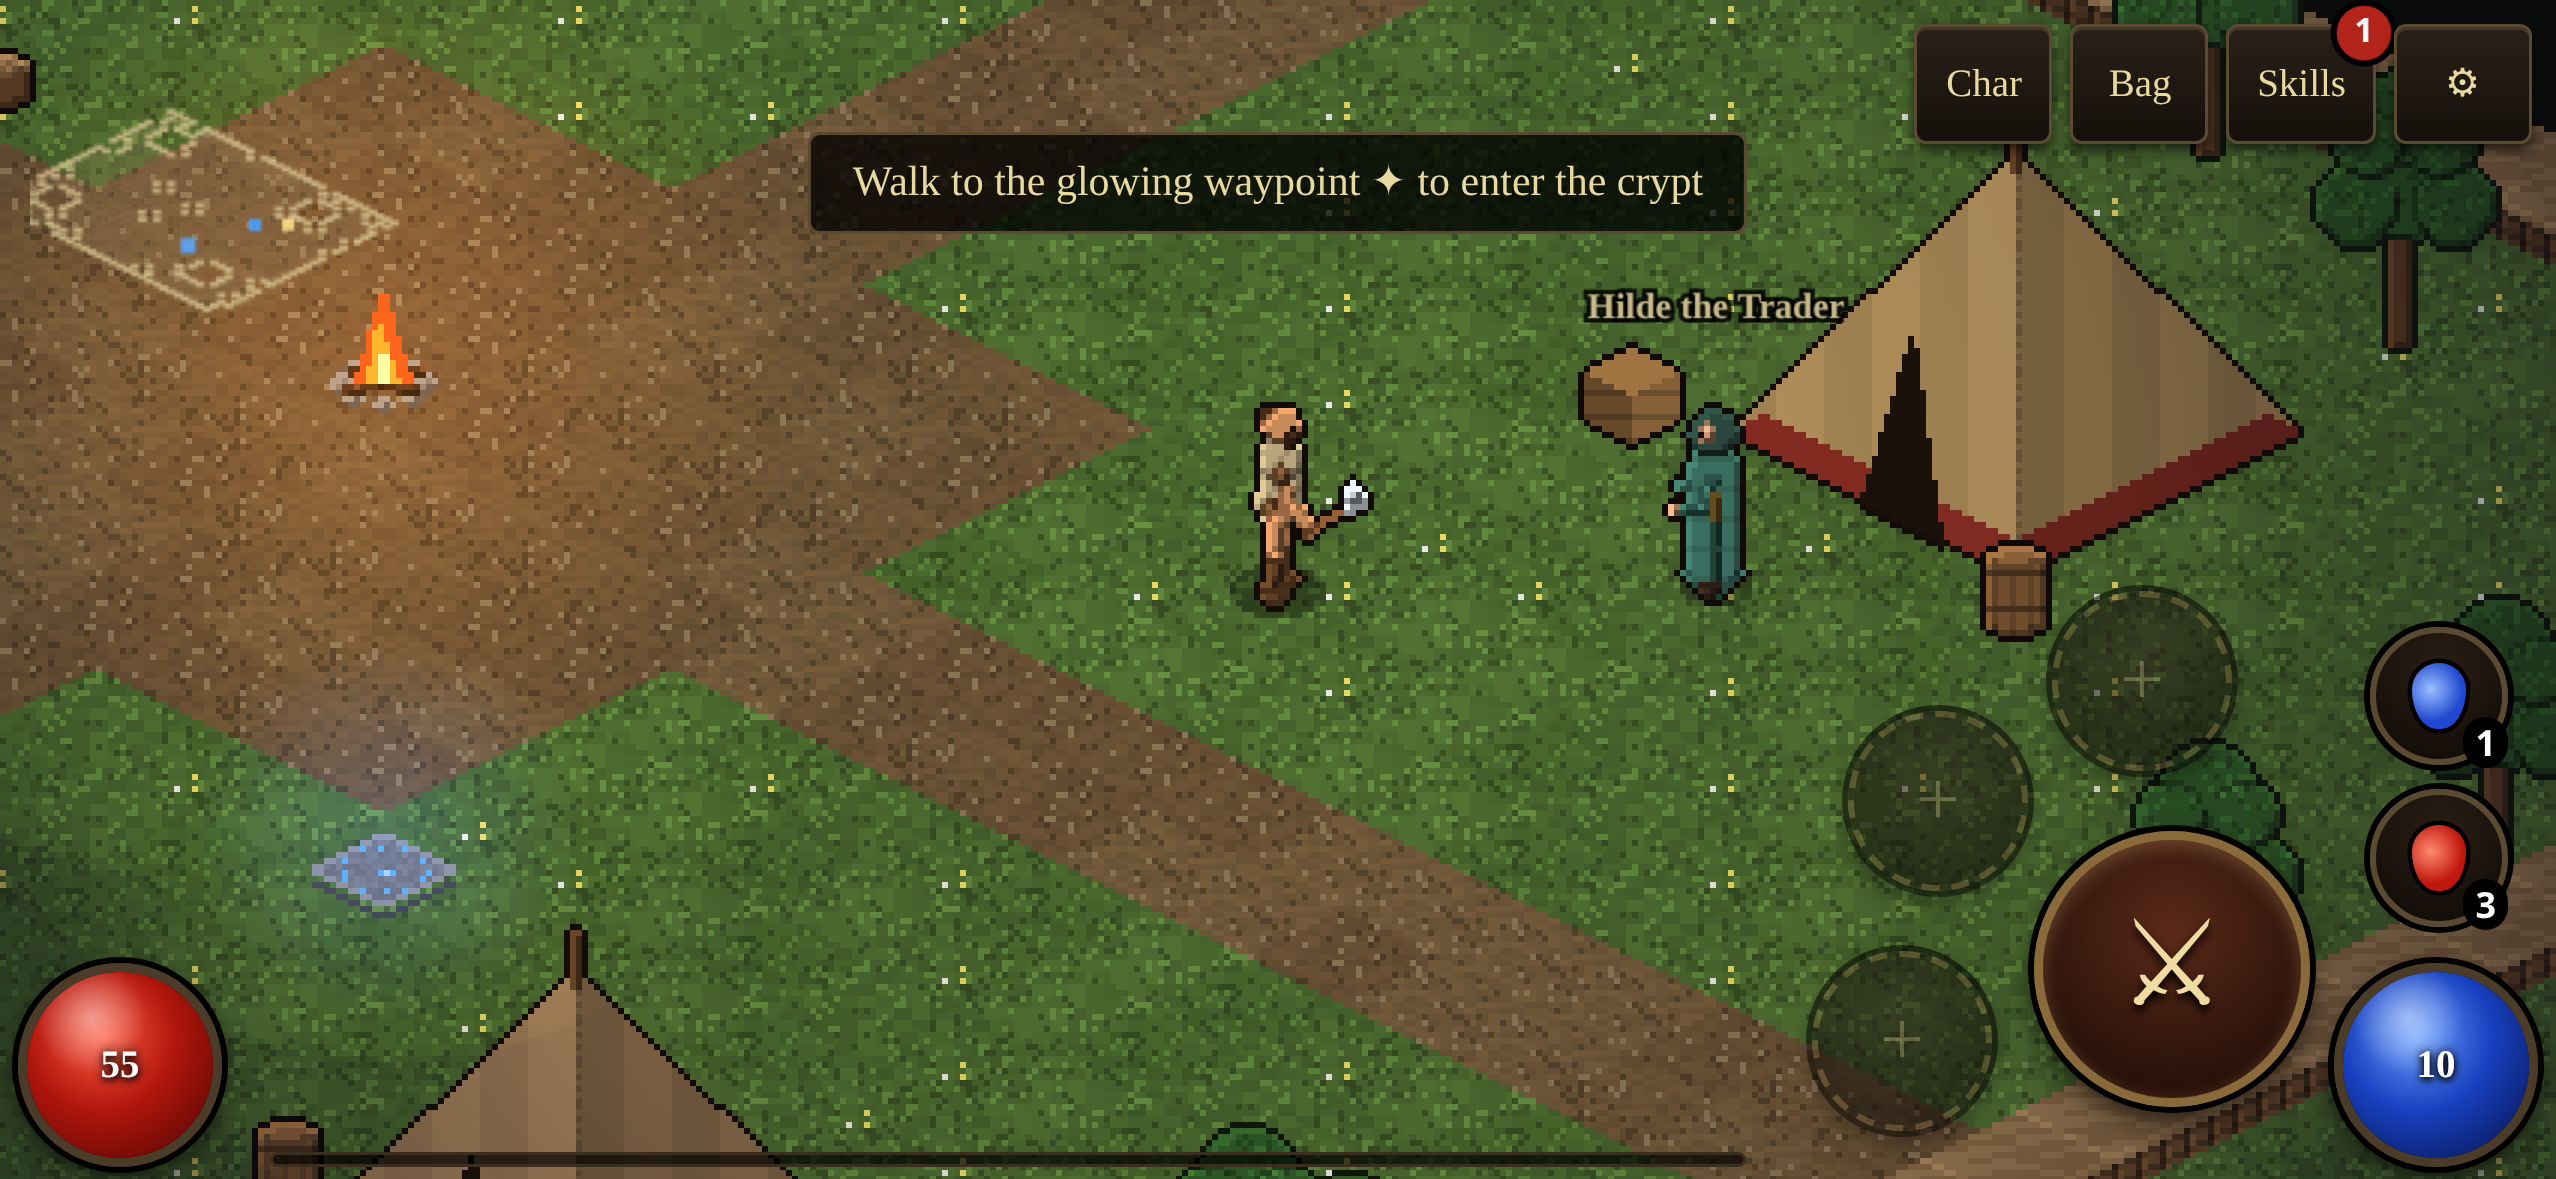 1
Char
Bag
Skills
⚙
Walk to the glowing waypoint ✦ to enter the crypt
Hilde the Trader
1
3
55
10